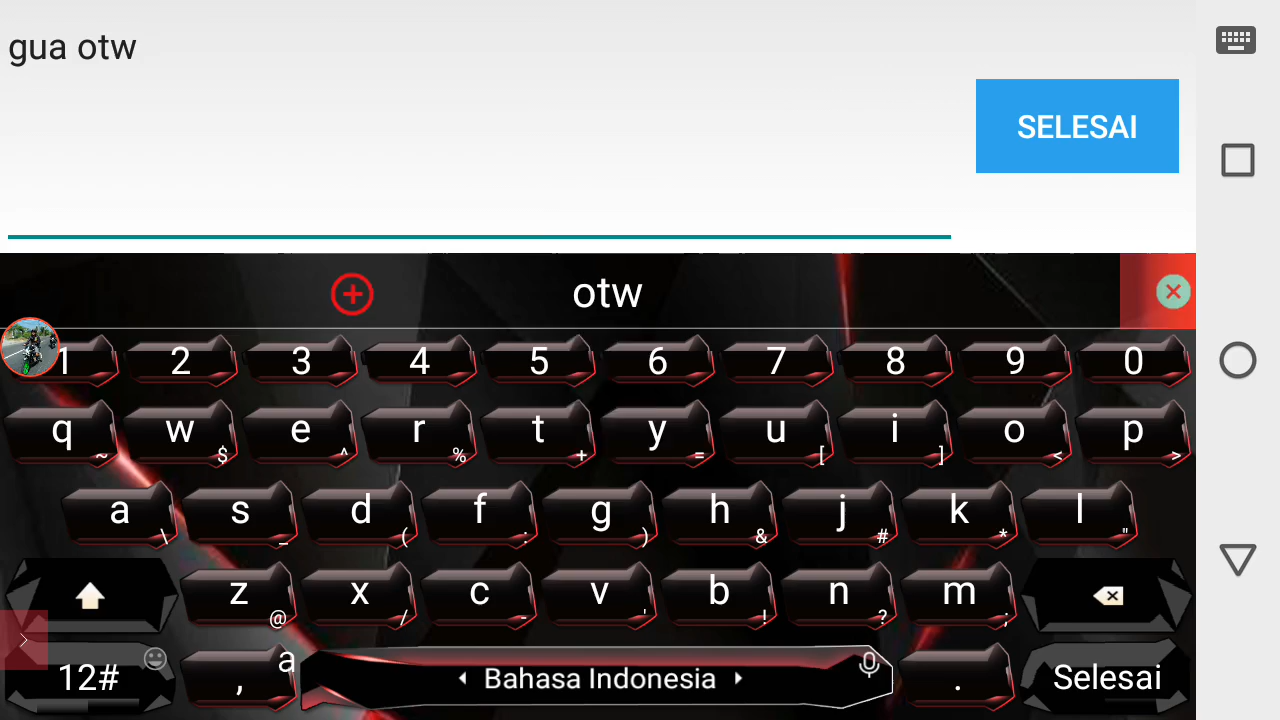 gua otw
SELESAI
otw
1 2 3 4 5 6 7 8 9 0
q w e r t y u i o p
~ $ ^ % + = [ ] < >
a s d f g h j k l
\ _ ( : ) & # * "
z x c v b n m
@ / - ' ! ? ;
12# , a Bahasa Indonesia . Selesai